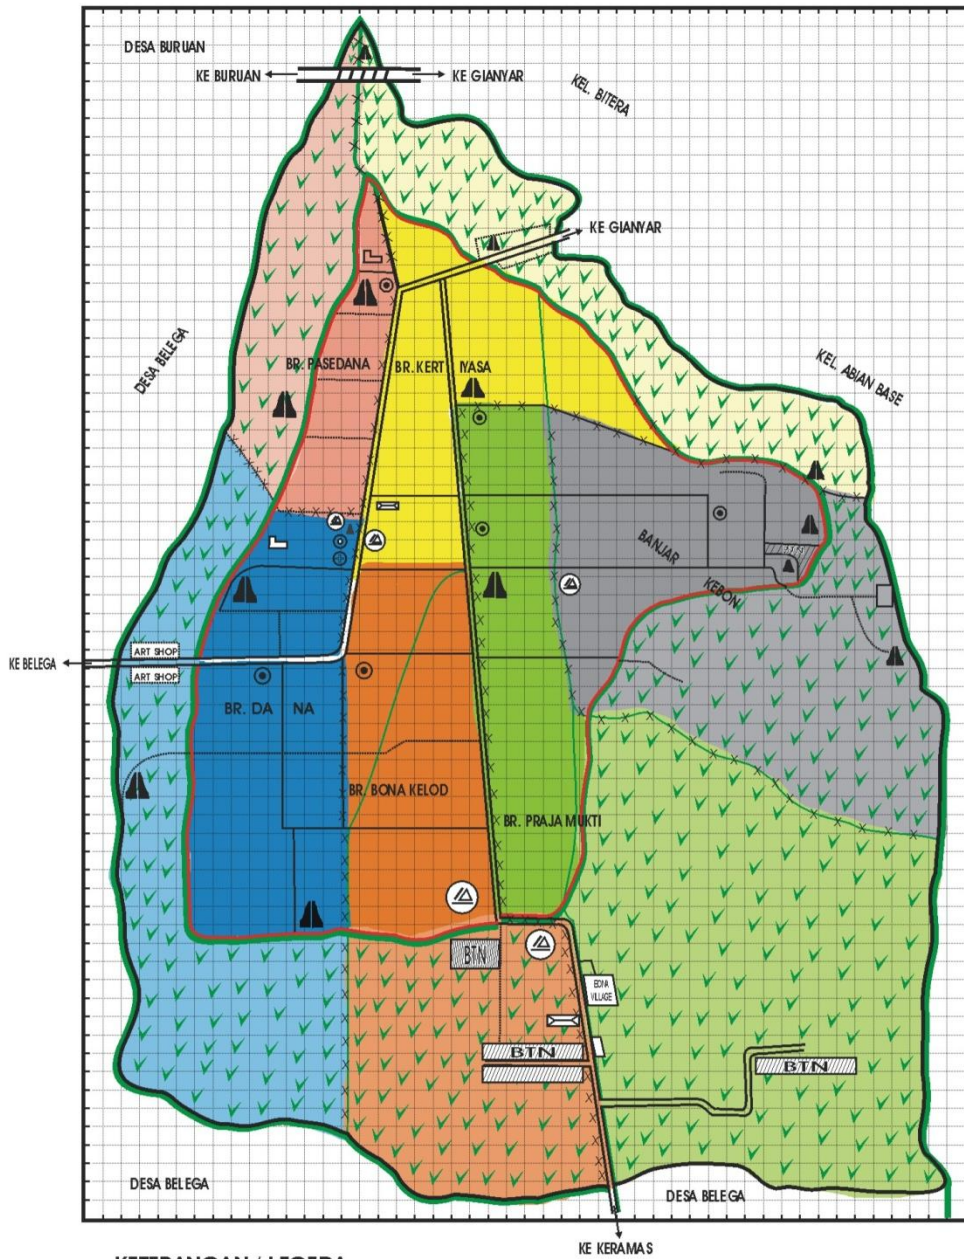 DESA BURUAN
KE BURUAN
KE GIANYAR
KEL. BITERA
KE GIANYAR
DESA BELEGA
BR. PASEDANA
BR. KERT IYASA
KEL. ABIAN BASE
BANJAR
KEBON
ART SHOP
KE BELEGA
ART SHOP
BR. DA NA
BR. BONA KELOD
BR. PRAJA MUKTI
BTN
VILLAGE
BTN
BTN
DESA BELEGA
DESA BELEGA
KE KERAMAS